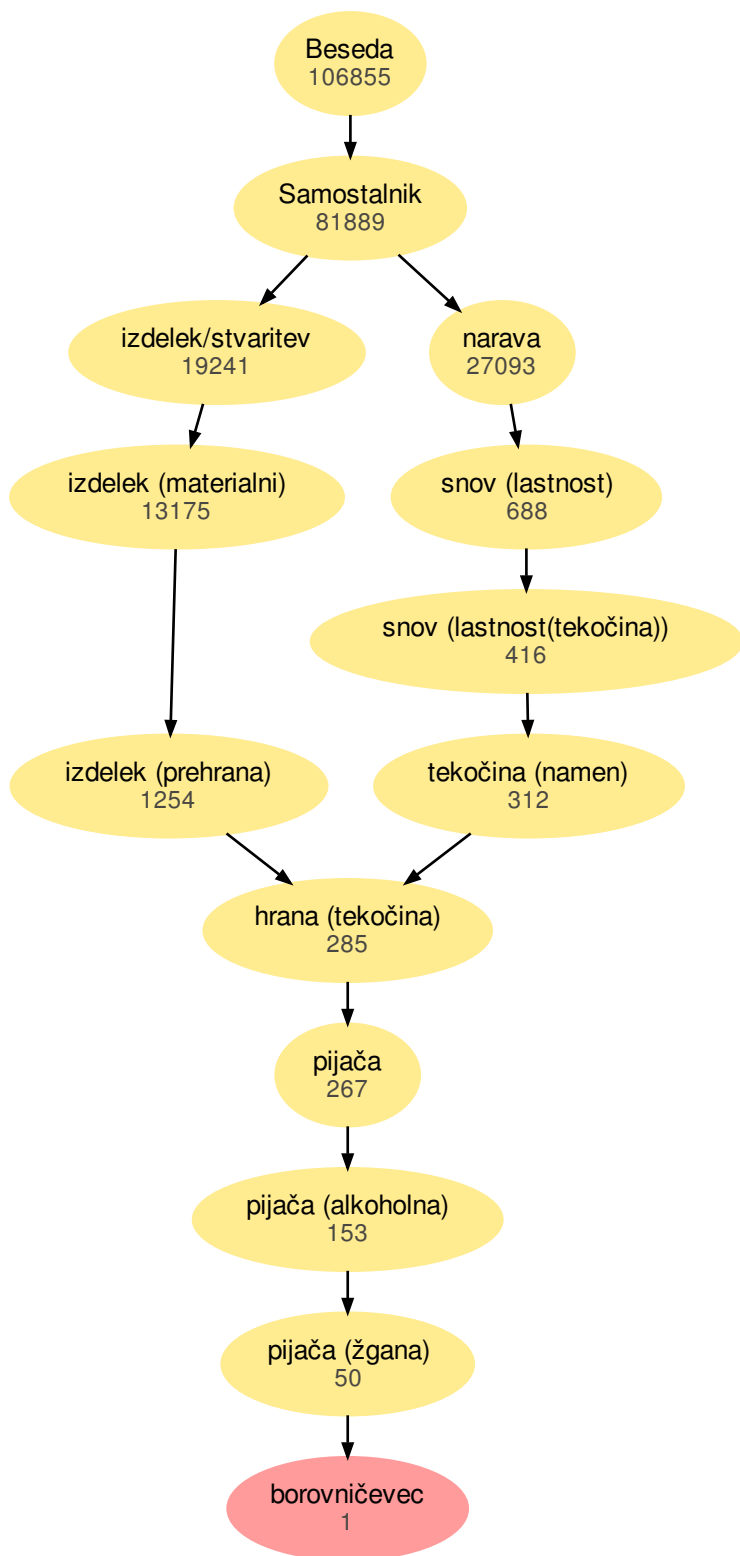 Beseda
106855
Samostalnik
81889
izdelek/stvaritev
19241
narava
27093
izdelek (materialni)
13175
snov (lastnost)
688
snov (lastnost(tekočina))
416
izdelek (prehrana)
1254
tekočina (namen)
312
hrana (tekočina)
285
pijača
267
pijača (alkoholna)
153
pijača (žgana)
50
borovničevec
1